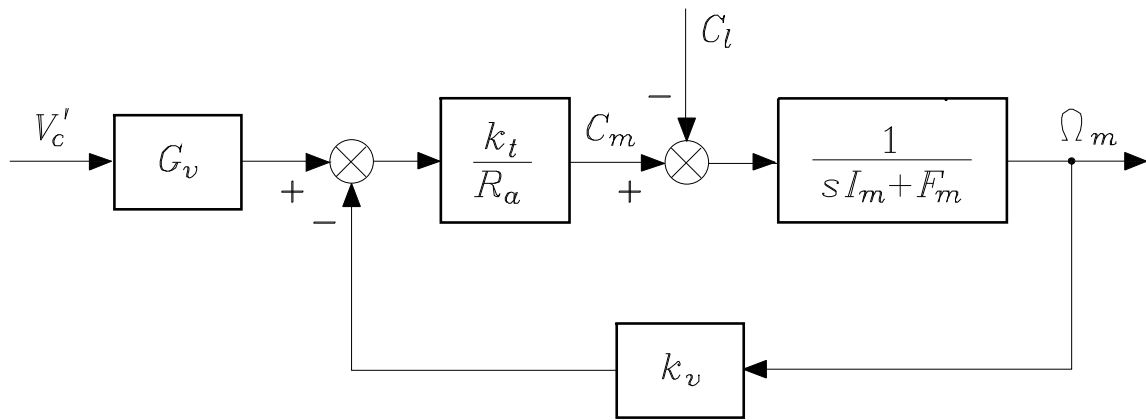 C_l
−
V_c'
G_v
+
−
k_t
R_a
C_m
+
1
sI_m+F_m
Ω_m
k_v